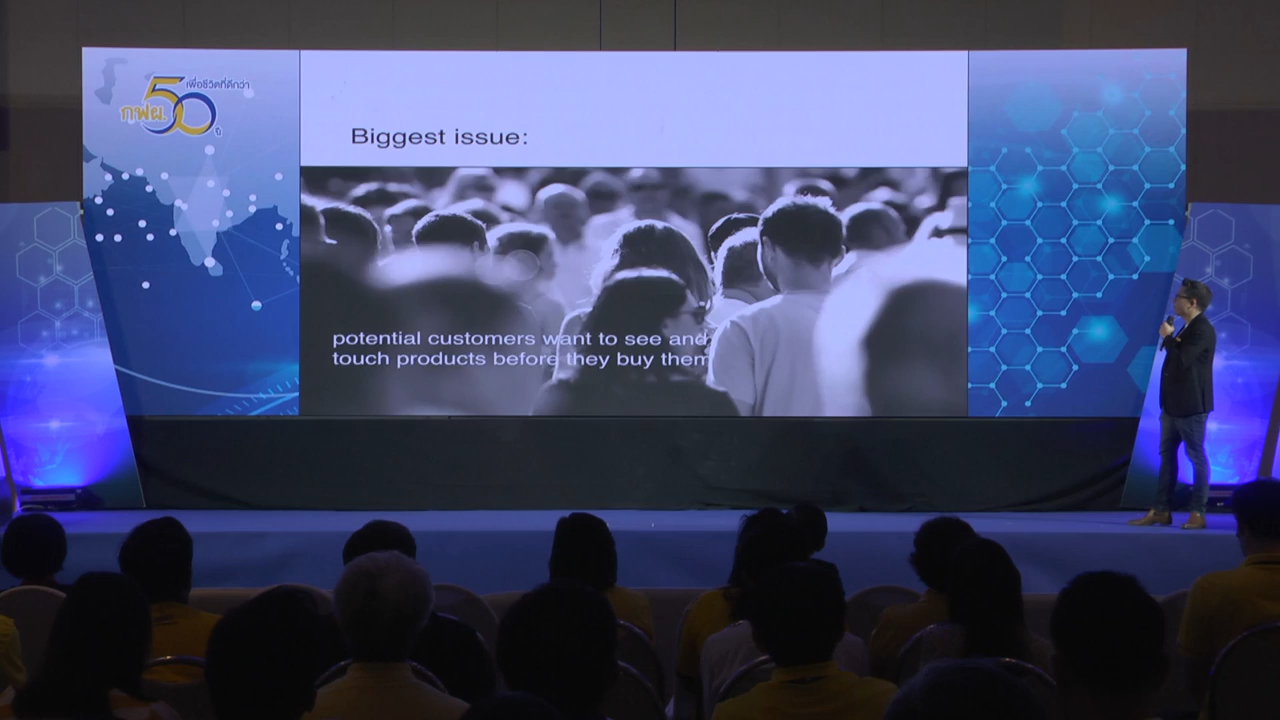 เพื่อชีวิตที่ดีกว่า
กฟผ. 50 ปี
Biggest issue:
potential customers want to see and
touch products before they buy them